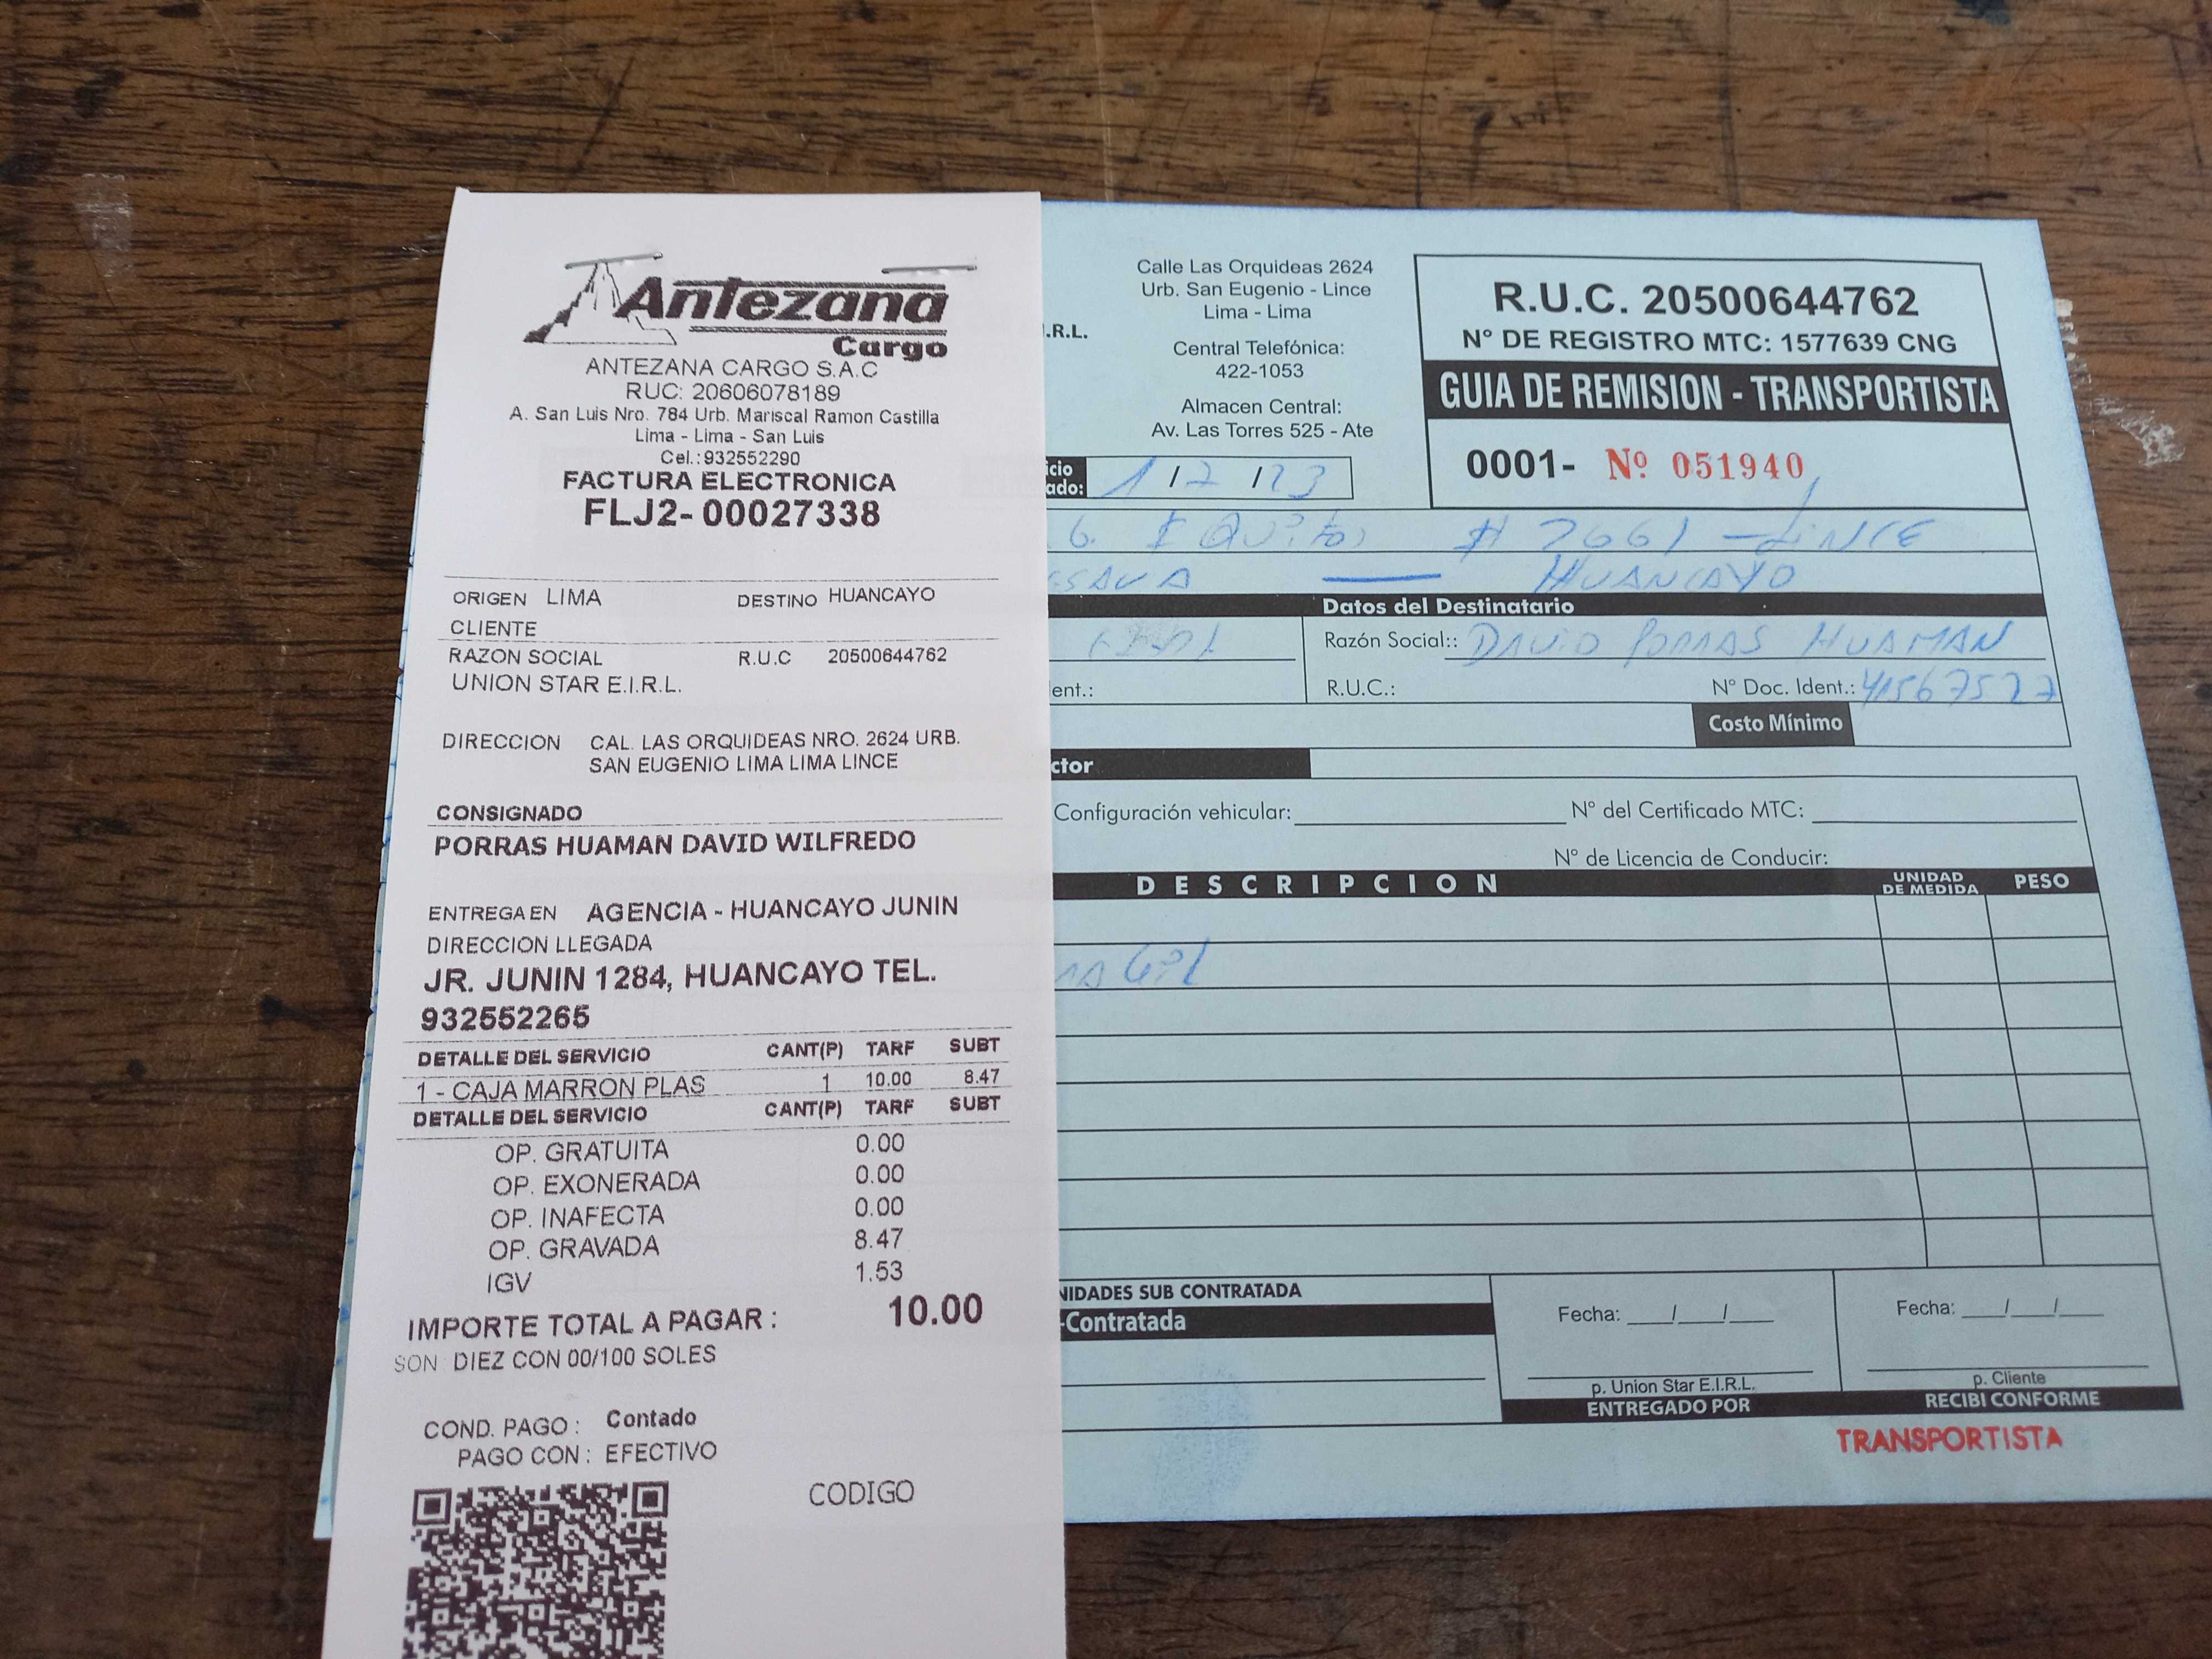 Antezana
Cargo
ANTEZANA CARGO S.A.C
RUC: 20606078189
A. San Luis Nro. 784 Urb. Mariscal Ramon Castilla
Lima - Lima - San Luis
Cel.:932552290
FACTURA ELECTRONICA
FLJ2- 00027338
ORIGEN LIMA DESTINO HUANCAYO
CLIENTE
RAZON SOCIAL R.U.C 20500644762
UNION STAR E.I.R.L.
DIRECCION CAL. LAS ORQUIDEAS NRO. 2624 URB.
SAN EUGENIO LIMA LIMA LINCE
CONSIGNADO
PORRAS HUAMAN DAVID WILFREDO
ENTREGA EN AGENCIA - HUANCAYO JUNIN
DIRECCION LLEGADA
JR. JUNIN 1284, HUANCAYO TEL.
932552265
DETALLE DEL SERVICIO CANT(P) TARF SUBT
1 - CAJA MARRON PLAS 1 10.00 8.47
DETALLE DEL SERVICIO CANT(P) TARF SUBT
OP. GRATUITA 0.00
OP. EXONERADA 0.00
OP. INAFECTA 0.00
OP. GRAVADA 8.47
IGV 1.53
IMPORTE TOTAL A PAGAR : 10.00
SON: DIEZ CON 00/100 SOLES
COND. PAGO : Contado
PAGO CON : EFECTIVO
CODIGO
.R.L.
Calle Las Orquideas 2624
Urb. San Eugenio - Lince
Lima - Lima
Central Telefónica:
422-1053
Almacen Central:
Av. Las Torres 525 - Ate
R.U.C. 20500644762
N° DE REGISTRO MTC: 1577639 CNG
GUIA DE REMISION - TRANSPORTISTA
0001- Nº 051940
icio
ado: 1 / 2 / 23
6. IQuitos # 2661 - LINCE
HUANCAYO
Datos del Destinatario
Razón Social:: DAVID PORRAS HUAMAN
ent.: R.U.C.: N° Doc. Ident.: 41567527
Costo Mínimo
ctor
Configuración vehicular: N° del Certificado MTC:
N° de Licencia de Conducir:
DESCRIPCION UNIDAD DE MEDIDA PESO
NIDADES SUB CONTRATADA
-Contratada
Fecha: / / Fecha: / /
p. Union Star E.I.R.L. p. Cliente
ENTREGADO POR RECIBI CONFORME
TRANSPORTISTA